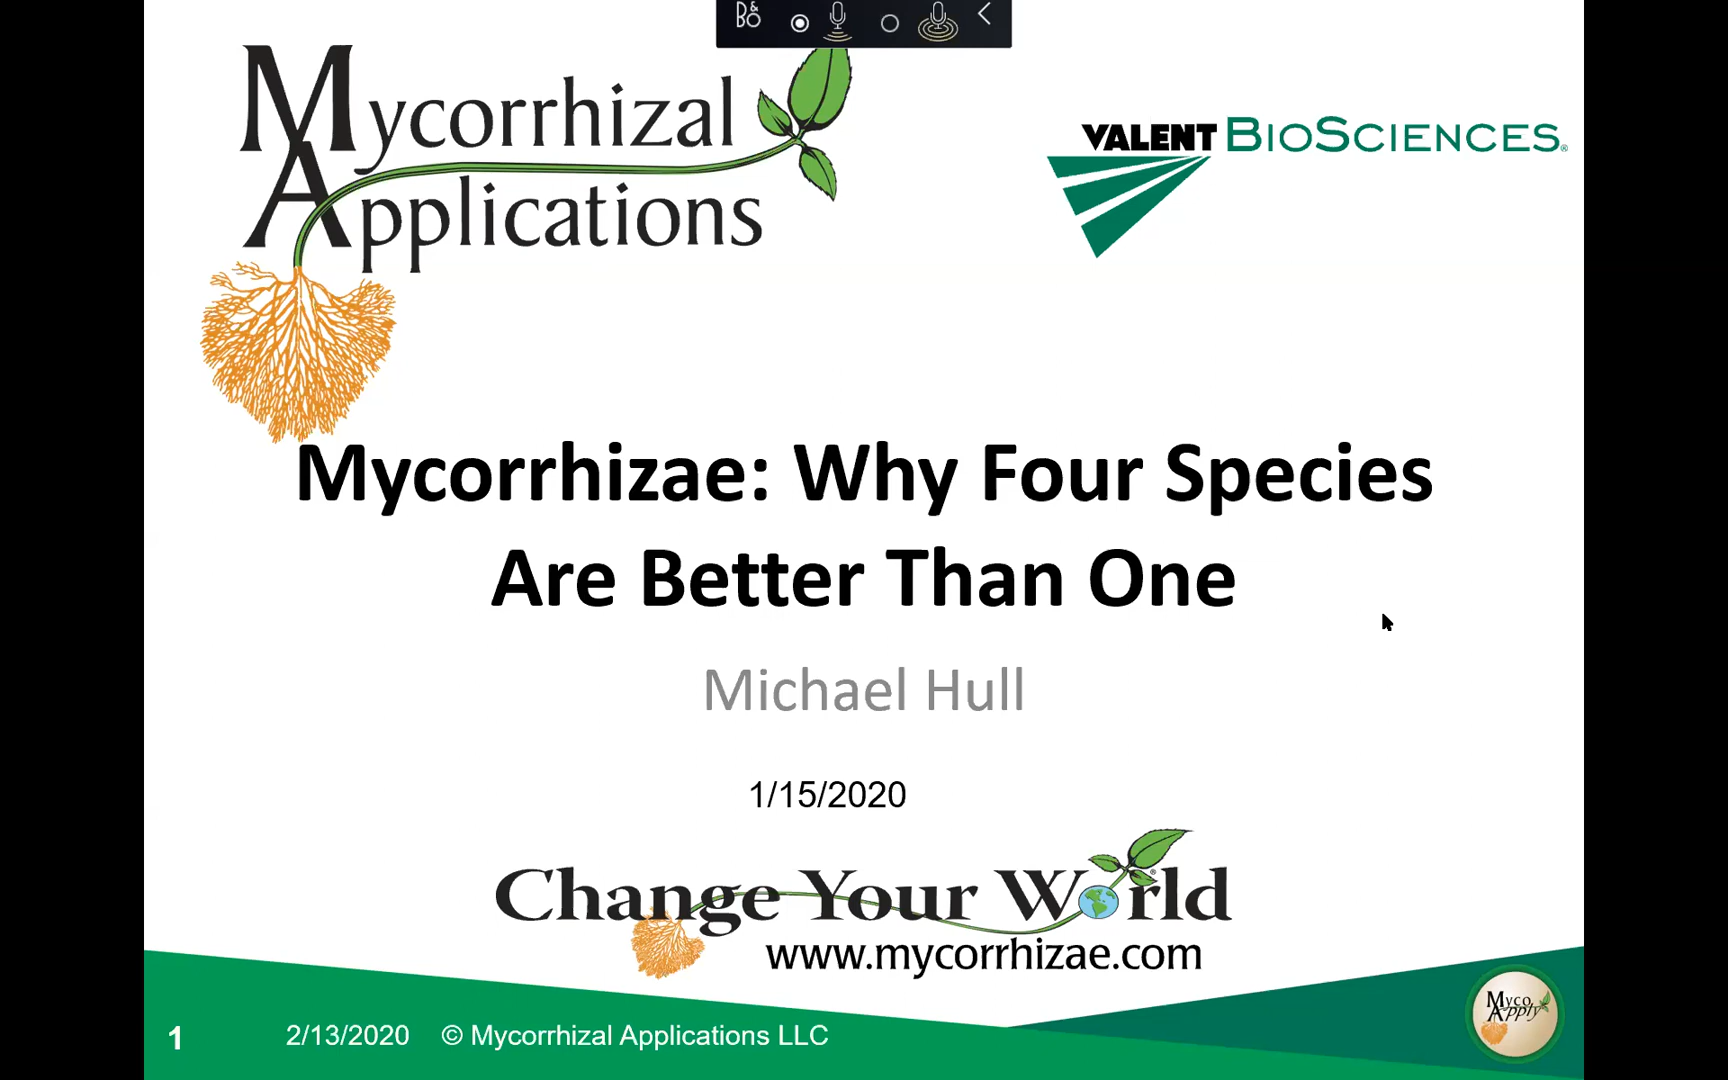 B&O
Mycorrhizal
Applications
VALENT BIOSCIENCES®
Mycorrhizae: Why Four Species
Are Better Than One
Michael Hull
1/15/2020
Change Your World®
www.mycorrhizae.com
1 2/13/2020 © Mycorrhizal Applications LLC
Myco
Apply